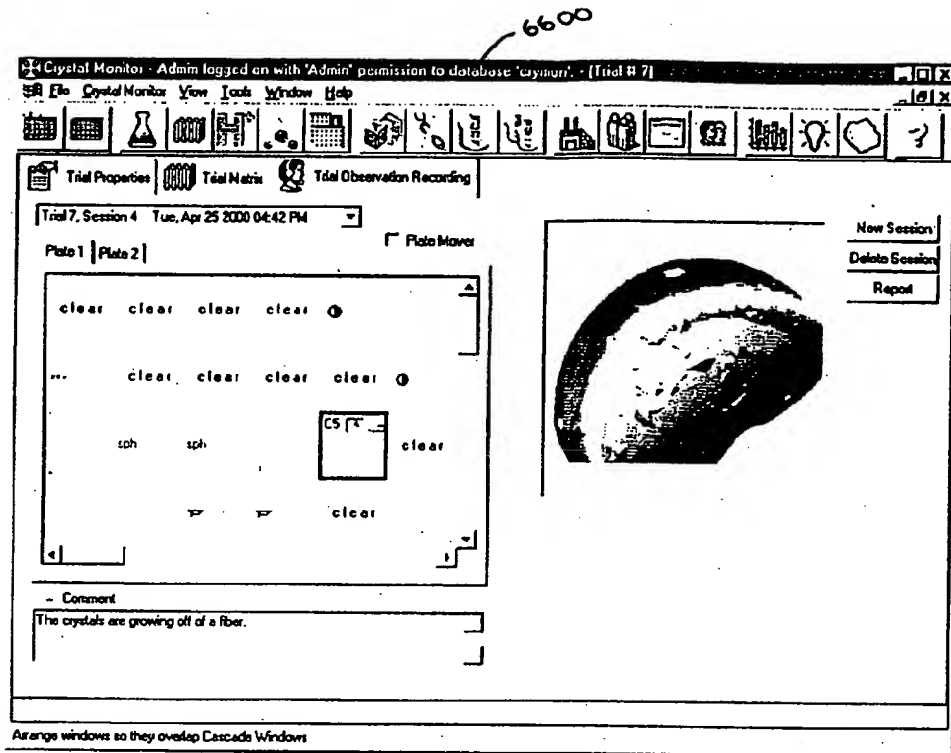 6600
Crystal Monitor - Admin logged on with 'Admin' permission to database 'crymon'. - [Trial # 7]
File Crystal Monitor View Tools Window Help
Trial Properties Trial Matrix Trial Observation Recording
Trial 7, Session 4 Tue, Apr 25 2000 04:42 PM
Plate Mover
New Session
Plate 1 Plate 2
Delete Session
Report
clear clear clear clear
clear clear clear clear
C5 4
sph sph clear
clear
Comment
The crystals are growing off of a fiber.
Arrange windows so they overlap Cascade Windows